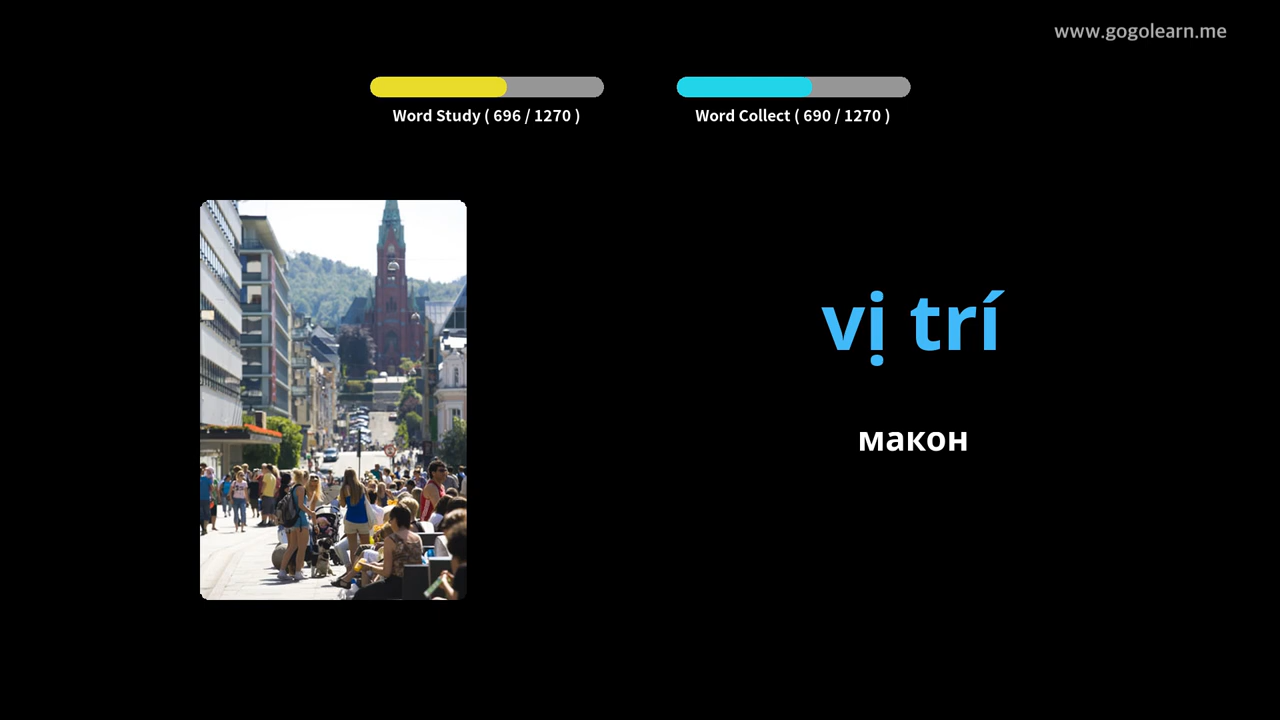 www.gogolearn.me
Word Study ( 696 / 1270 )
Word Collect ( 690 / 1270 )
vị trí
макон